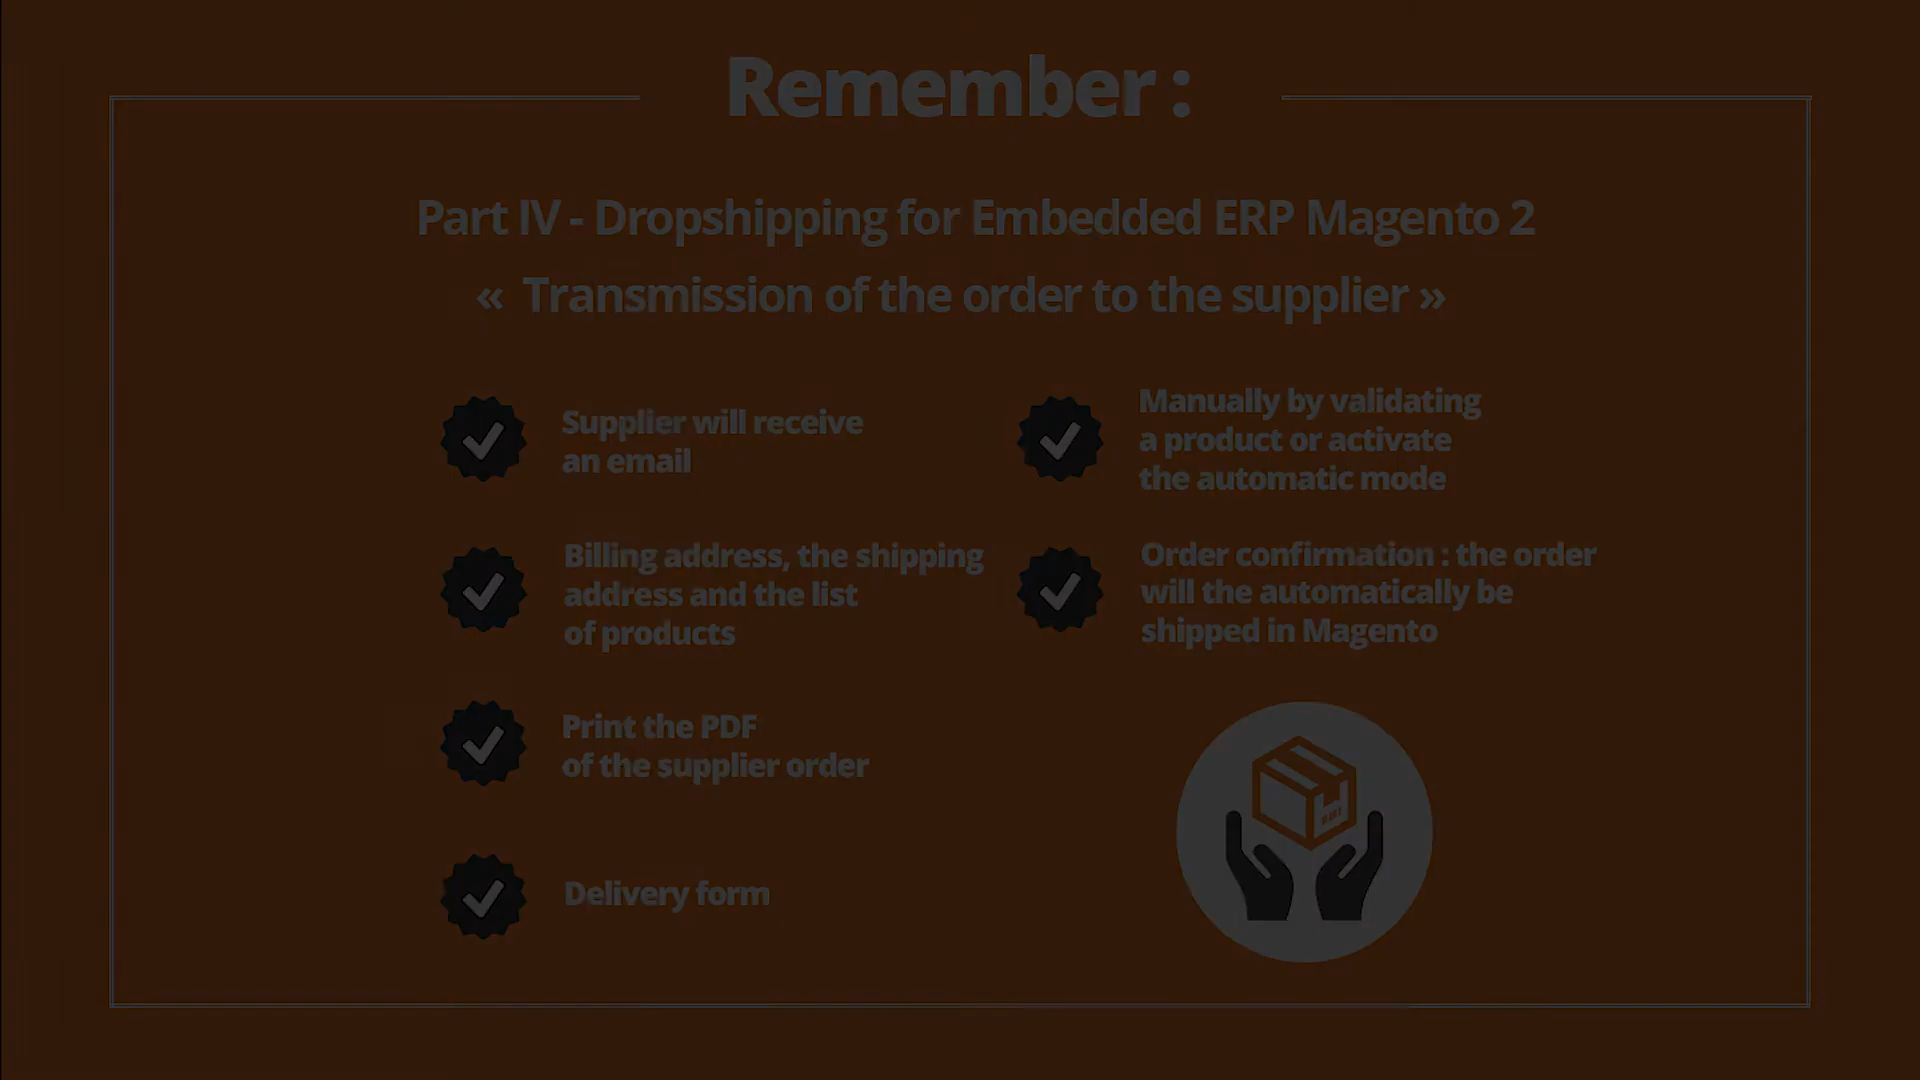 Remember :
Part IV - Dropshipping for Embedded ERP Magento 2
« Transmission of the order to the supplier »
Supplier will receive
an email
Billing address, the shipping
address and the list
of products
Print the PDF
of the supplier order
Delivery form
Manually by validating
a product or activate
the automatic mode
Order confirmation : the order
will the automatically be
shipped in Magento